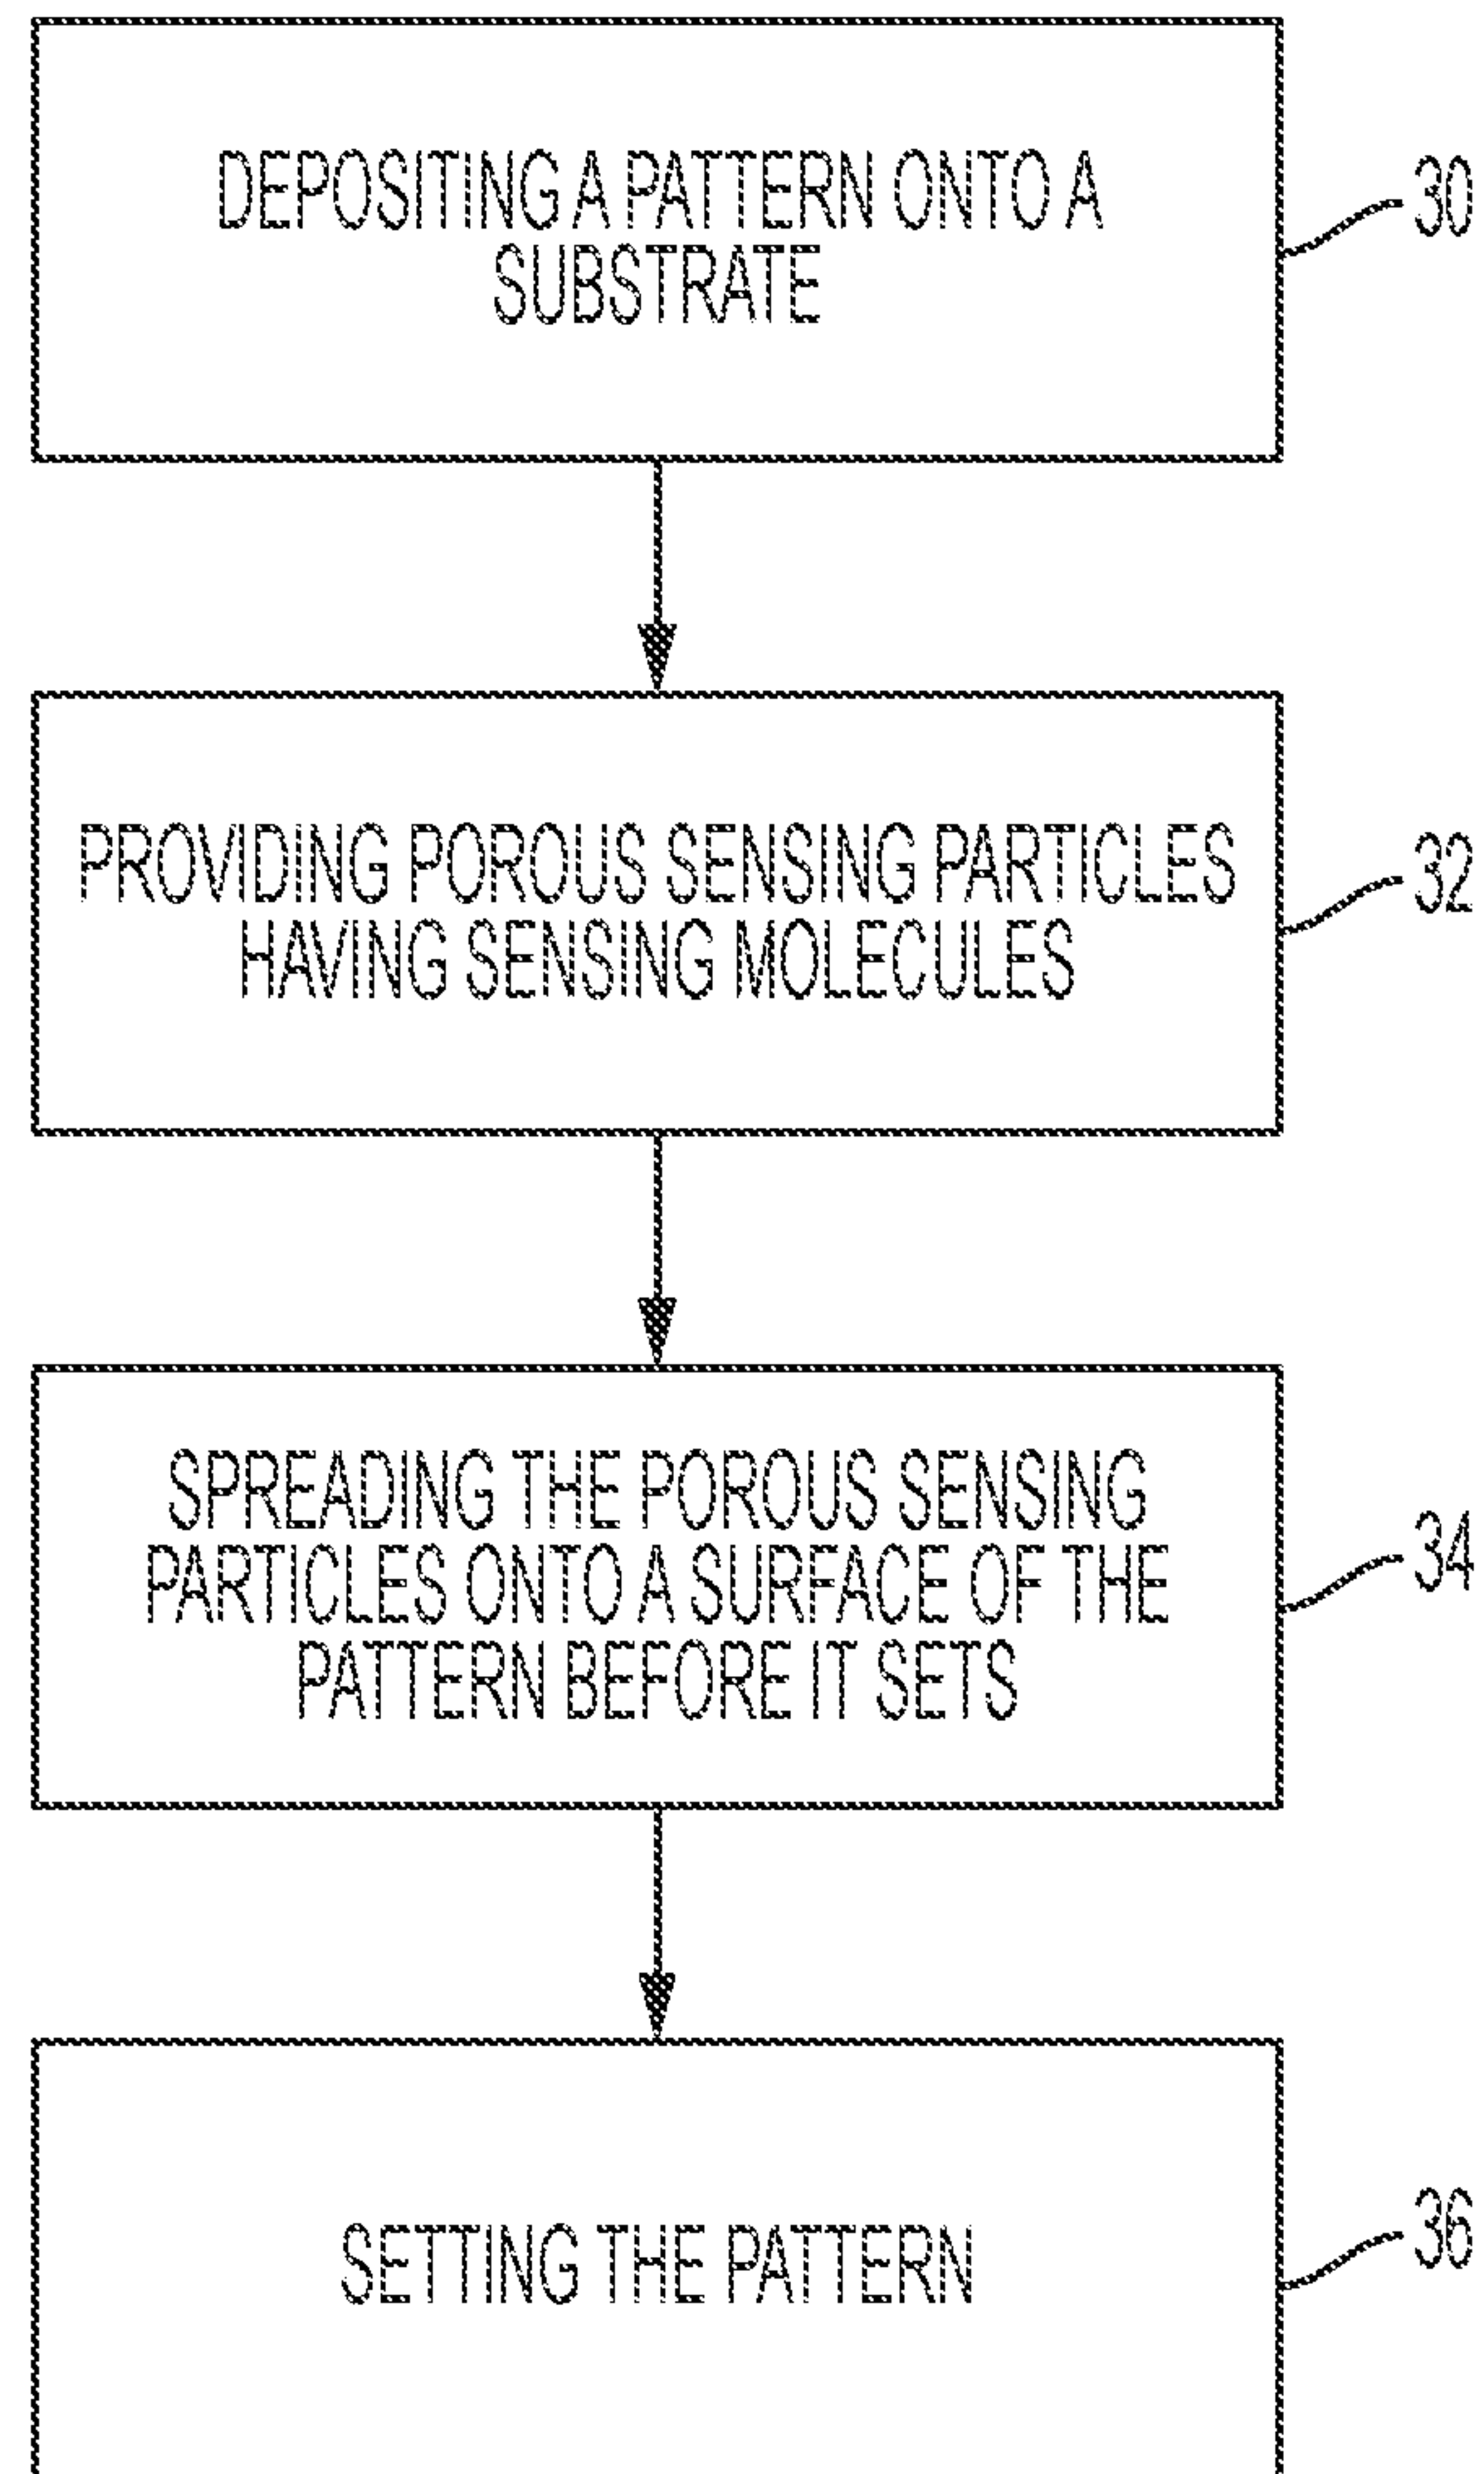 DEPOSITING A PATTERN ONTO A
SUBSTRATE
30
PROVIDING POROUS SENSING PARTICLES
HAVING SENSING MOLECULES
32
SPREADING THE POROUS SENSING
PARTICLES ONTO A SURFACE OF THE
PATTERN BEFORE IT SETS
34
SETTING THE PATTERN
36